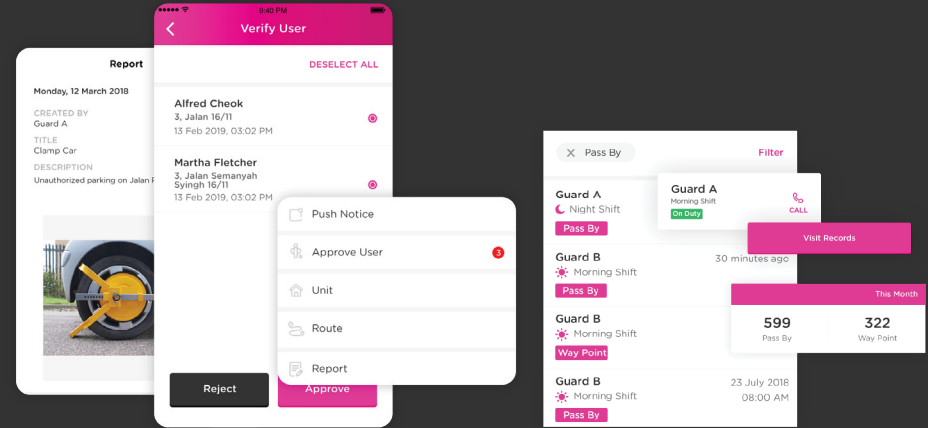 Report
Monday, 12 March 2018
CREATED BY
Guard A
TITLE
Clamp Car
DESCRIPTION
Unauthorized parking on Jalan
9:40 PM
Verify User
DESELECT ALL
Alfred Cheok
3, Jalan 16/11
13 Feb 2019, 03:02 PM
Martha Fletcher
3, Jalan Semanyah
Syingh 16/11
13 Feb 2019, 03:02 PM
Push Notice
Approve User
3
Unit
Route
Report
Reject
Approve
Pass By
Filter
Guard A
Night Shift
Pass By
Guard A
Morning Shift
On Duty
CALL
Visit Records
Guard B
30 minutes ago
Morning Shift
Pass By
This Month
599
322
Pass By
Way Point
Guard B
Morning Shift
Way Point
Guard B
23 July 2018
Morning Shift
08:00 AM
Pass By